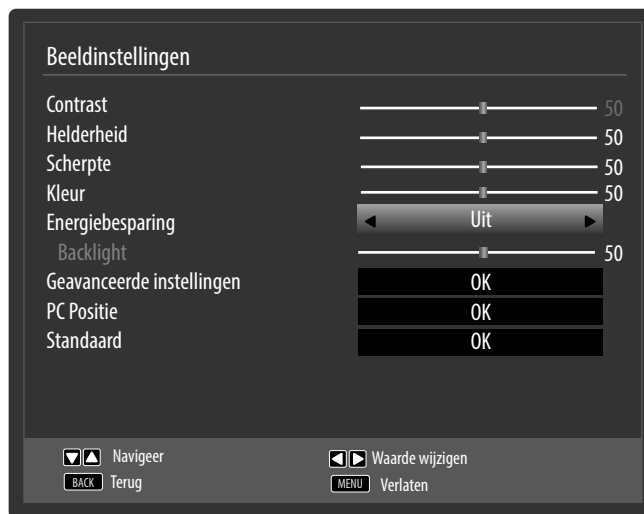 Beeldinstellingen
Contrast 50
Helderheid 50
Scherpte 50
Kleur 50
Energiebesparing Uit
Backlight 50
Geavanceerde instellingen OK
PC Positie OK
Standaard OK
Navigeer Waarde wijzigen
BACK Terug MENU Verlaten